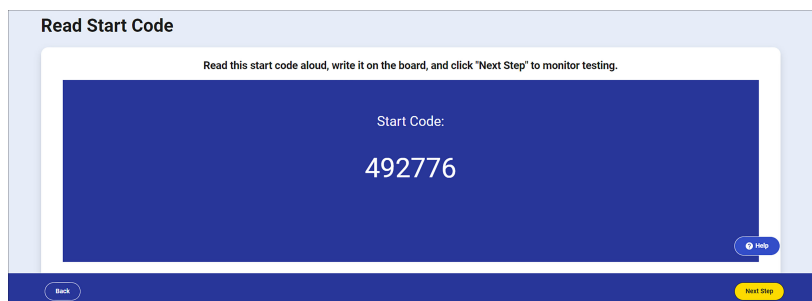 Read Start Code
Read this start code aloud, write it on the board, and click "Next Step" to monitor testing.
Start Code:
492776
Help
Back
Next Step